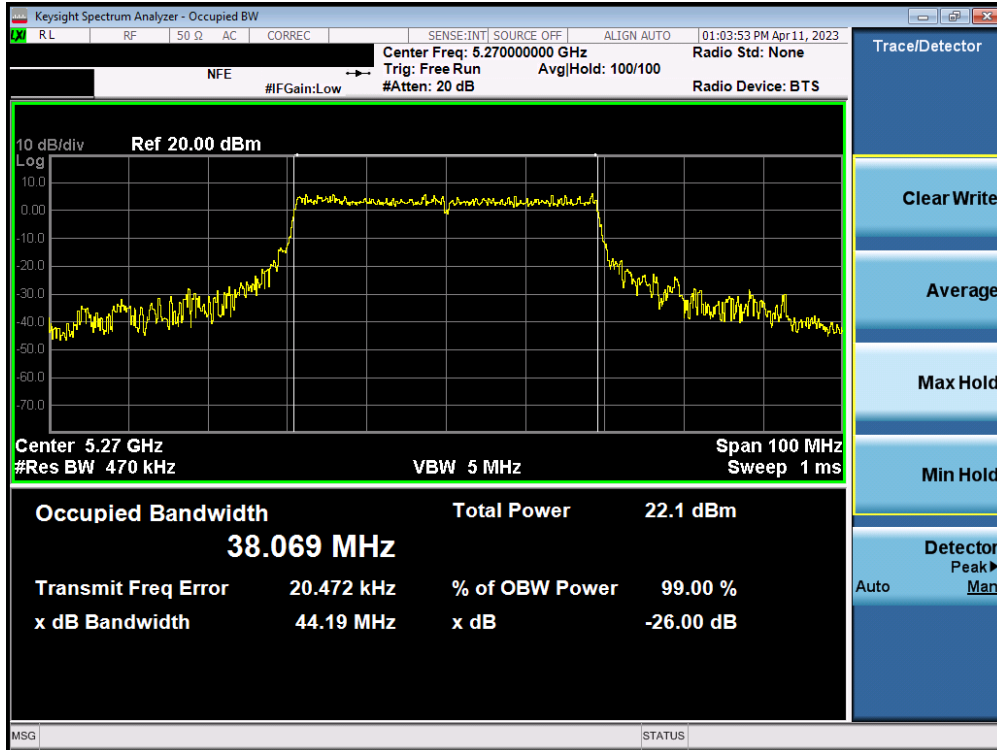 Keysight Spectrum Analyzer - Occupied BW
LXI RL RF 50 Ω AC CORREC SENSE:INT SOURCE OFF ALIGN AUTO 01:03:53 PM Apr 11, 2023
Center Freq: 5.270000000 GHz Radio Std: None
NFE Trig: Free Run Avg|Hold: 100/100
#IFGain:Low #Atten: 20 dB Radio Device: BTS
10 dB/div Ref 20.00 dBm
Log
10.0
0.00
-10.0
-20.0
-30.0
-40.0
-50.0
-60.0
-70.0
Center 5.27 GHz Span 100 MHz
#Res BW 470 kHz VBW 5 MHz Sweep 1 ms
Occupied Bandwidth Total Power 22.1 dBm
38.069 MHz
Transmit Freq Error 20.472 kHz % of OBW Power 99.00 %
x dB Bandwidth 44.19 MHz x dB -26.00 dB
MSG STATUS
Trace/Detector
Clear Write
Average
Max Hold
Min Hold
Detector
Peak▶
Auto Man